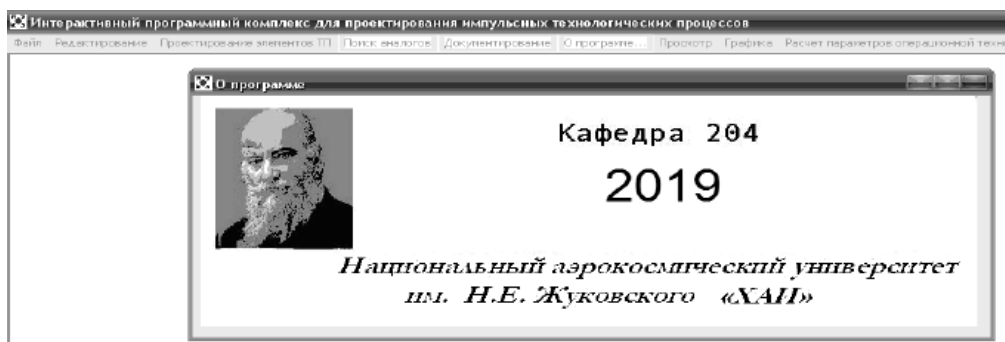 Интерактивный программный комплекс для проектирования импульсных технологических процессов
Файл Редактирование Проектирование элементов ТП Поиск аналогов Документирование О программе... Просмотр Графика Расчет параметров операционной техн
О программе
Кафедра 204
2019
Национальный аэрокосмический университет
им. Н.Е. Жуковского «ХАИ»